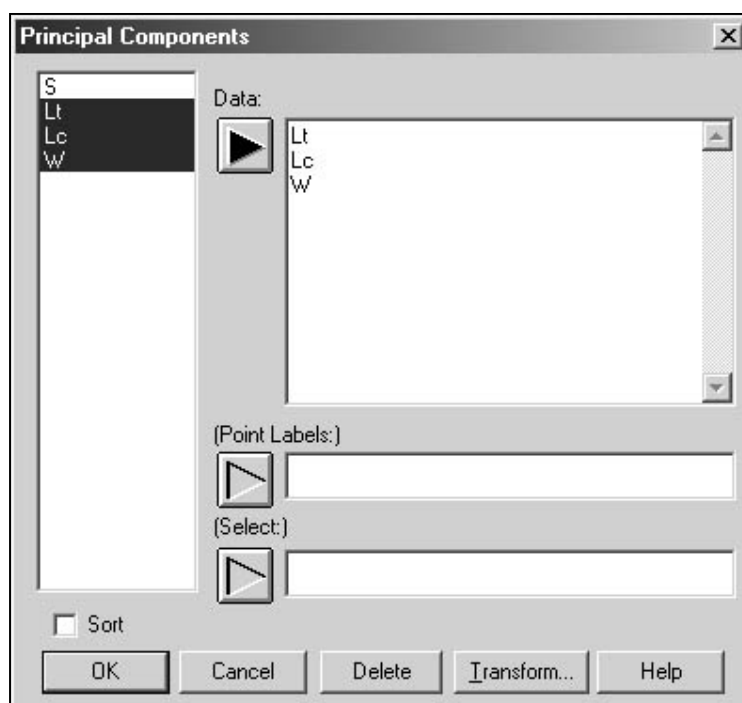 Principal Components
S
Lt
Lc
W
Data:
Lt
Lc
W
(Point Labels:)
(Select:)
Sort
OK
Cancel
Delete
Transform...
Help